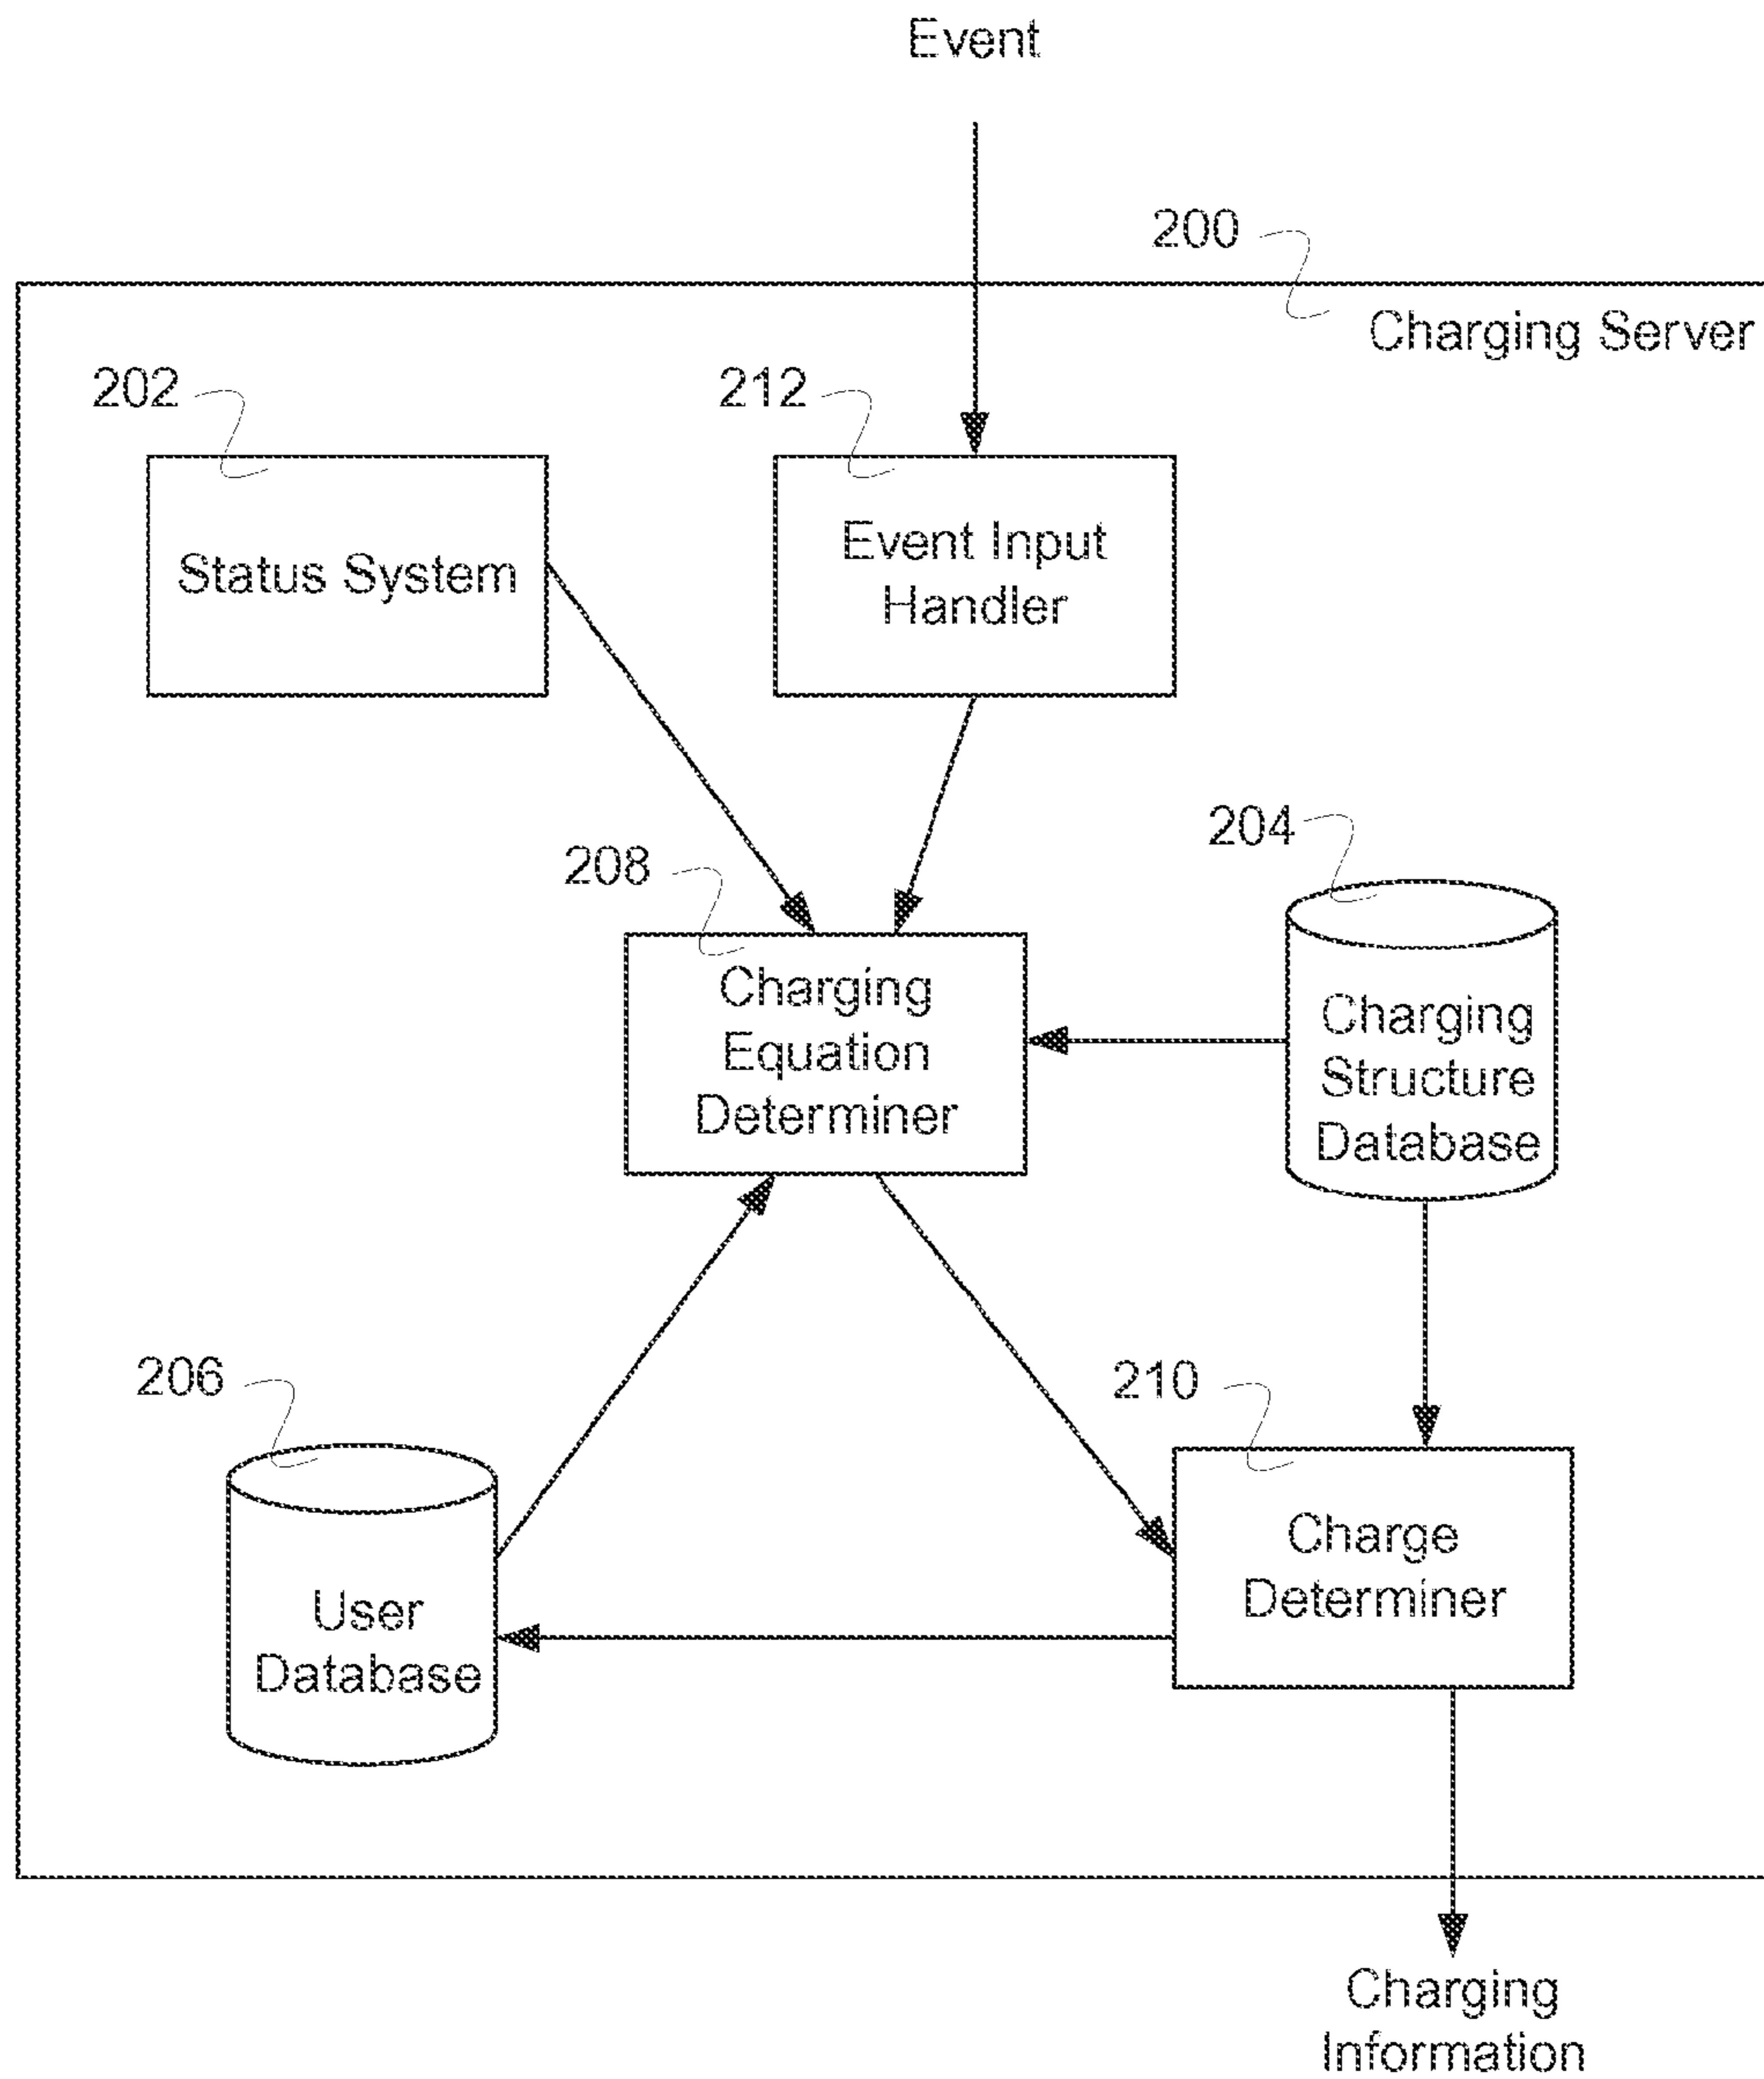 Event
200
Charging Server
202
212
Status System
Event Input
Handler
204
208
Charging
Equation
Determiner
Charging
Structure
Database
206
210
User
Database
Charge
Determiner
Charging
Information